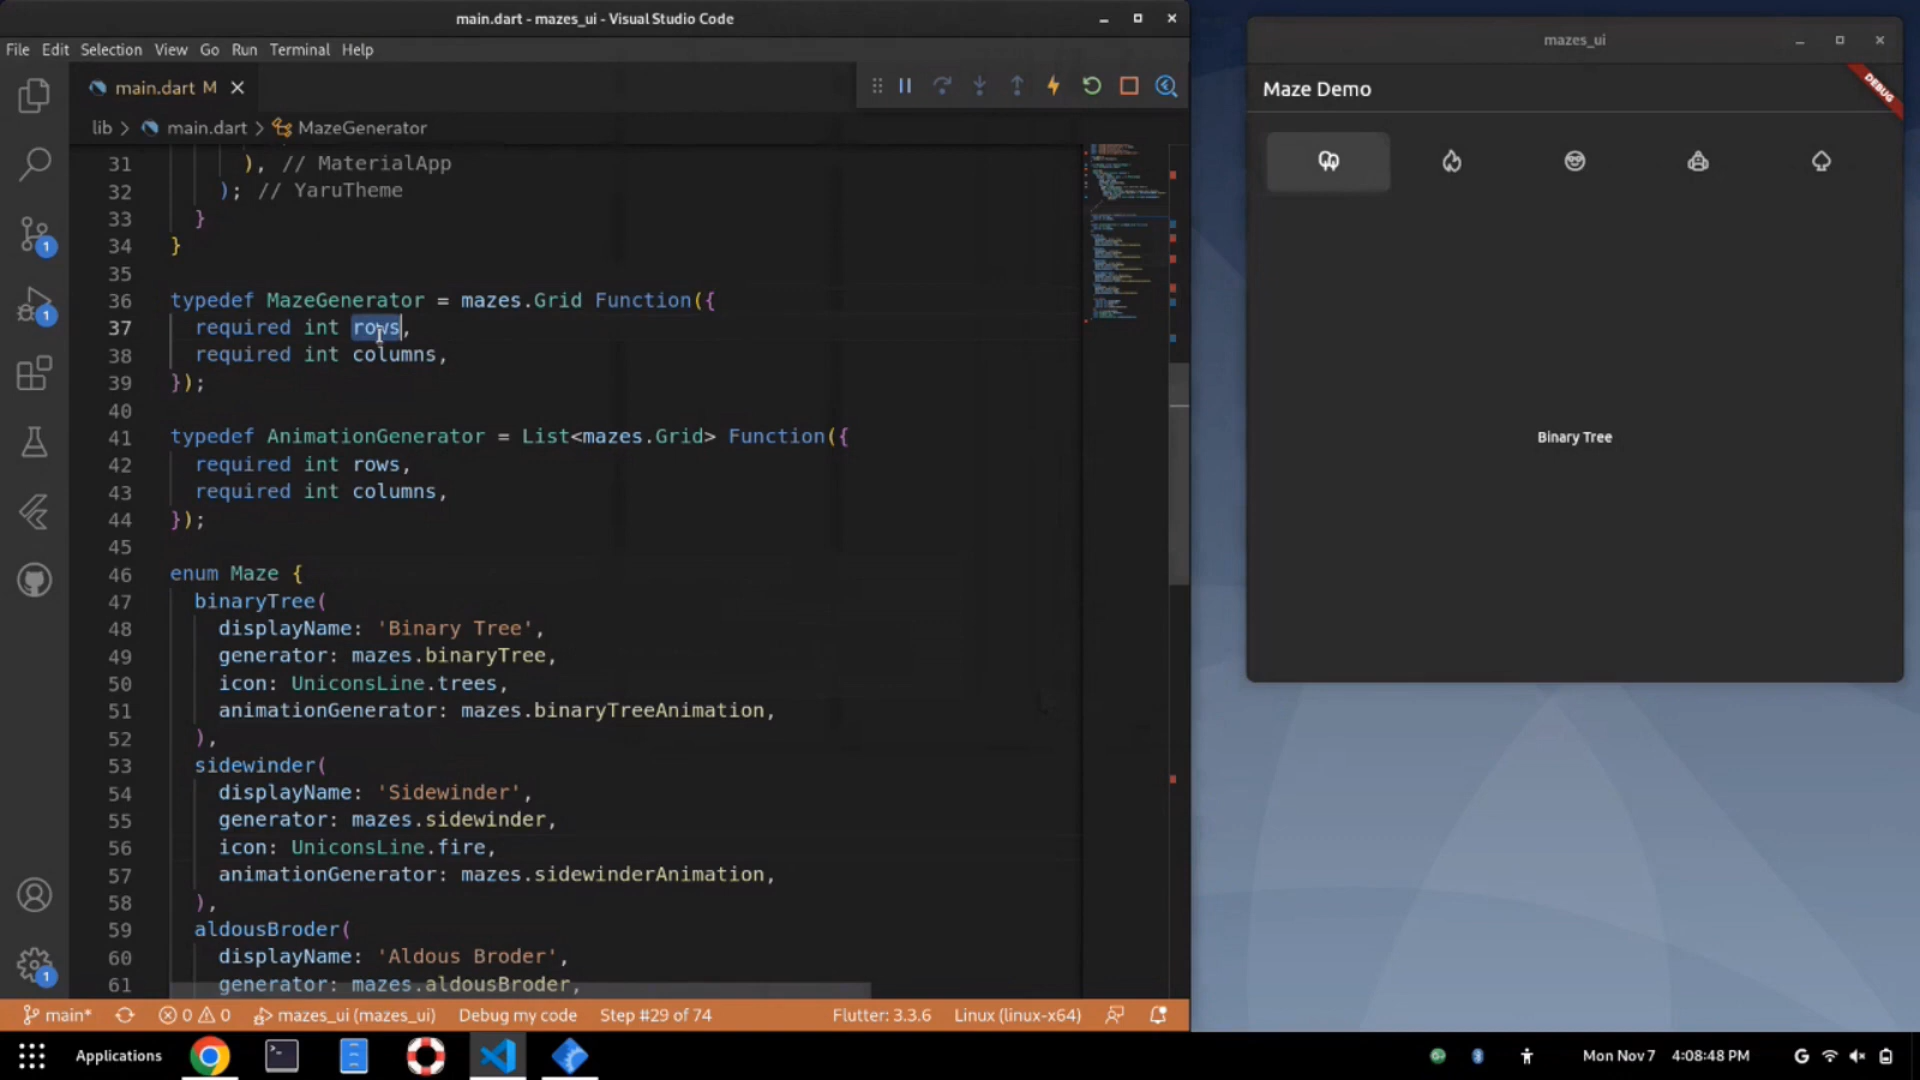 main.dart - mazes_ui - Visual Studio Code
File Edit Selection View Go Run Terminal Help
main.dart M
lib > main.dart > MazeGenerator
31 ), // MaterialApp
32 ); // YaruTheme
33 }
34 }
35
36 typedef MazeGenerator = mazes.Grid Function({
37 required int rows,
38 required int columns,
39 });
40
41 typedef AnimationGenerator = List<mazes.Grid> Function({
42 required int rows,
43 required int columns,
44 });
45
46 enum Maze {
47 binaryTree(
48 displayName: 'Binary Tree',
49 generator: mazes.binaryTree,
50 icon: UniconsLine.trees,
51 animationGenerator: mazes.binaryTreeAnimation,
52 ),
53 sidewinder(
54 displayName: 'Sidewinder',
55 generator: mazes.sidewinder,
56 icon: UniconsLine.fire,
57 animationGenerator: mazes.sidewinderAnimation,
58 ),
59 aldousBroder(
60 displayName: 'Aldous Broder',
61 generator: mazes.aldousBroder,
1
1
1
main* 0 0 mazes_ui (mazes_ui) Debug my code Step #29 of 74 Flutter: 3.3.6 Linux (linux-x64)
mazes_ui
Maze Demo
DEBUG
Binary Tree
Applications Mon Nov 7 4:08:48 PM G